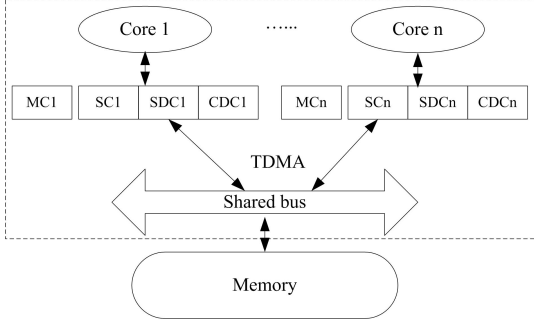 Core 1 ...... Core n
MC1 SC1 SDC1 CDC1 MCn SCn SDCn CDCn
TDMA
Shared bus
Memory